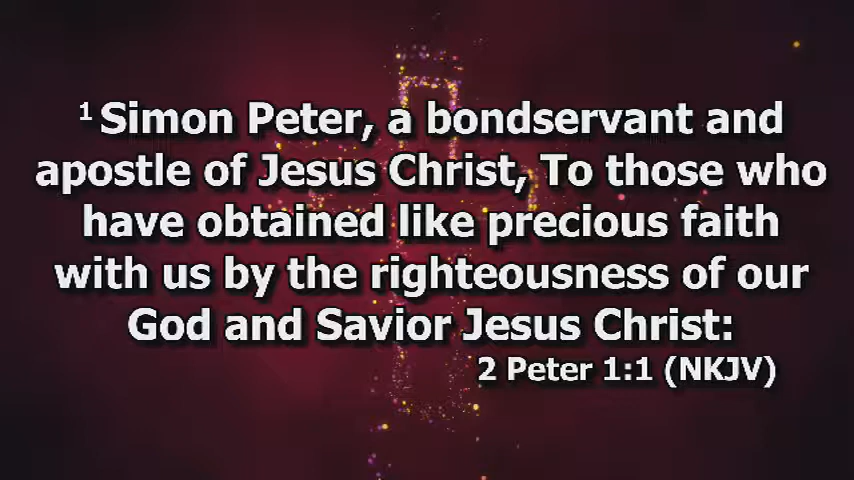 1 Simon Peter, a bondservant and
apostle of Jesus Christ, To those who
have obtained like precious faith
with us by the righteousness of our
God and Savior Jesus Christ:
2 Peter 1:1 (NKJV)